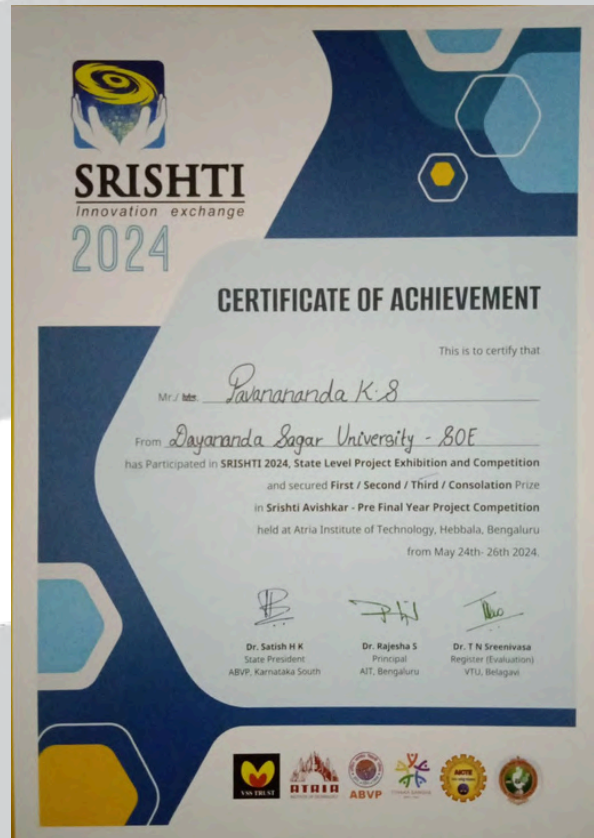 SRISHTI
Innovation exchange
2024
CERTIFICATE OF ACHIEVEMENT
This is to certify that
Mr./ Ms. Pavanananda K.S
From Dayananda Sagar University - SOE
has Participated in SRISHTI 2024, State Level Project Exhibition and Competition
and secured First / Second / Third / Consolation Prize
in Srishti Avishkar - Pre Final Year Project Competition
held at Atria Institute of Technology, Hebbala, Bengaluru
from May 24th- 26th 2024.
Dr. Satish H K
State President
ABVP, Karnataka South
Dr. Rajesha S
Principal
AIT, Bengaluru
Dr. T N Sreenivasa
Register (Evaluation)
VTU, Belagavi
VSS TRUST
ATRIA
ABVP